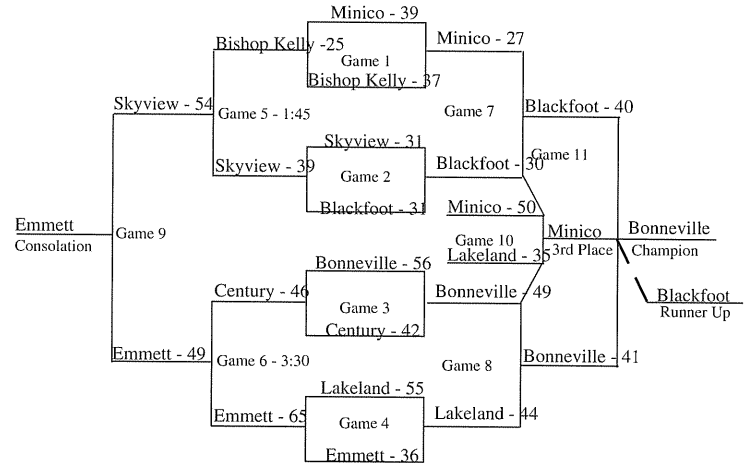 Minico - 39
Bishop Kelly -25
Game 1
Minico - 27
Bishop Kelly - 37
Skyview - 54
Game 5 - 1:45
Game 7
Blackfoot - 40
Skyview - 31
Skyview - 39
Game 2
Blackfoot - 30
Game 11
Blackfoot - 31
Minico - 50
Emmett
Consolation
Game 9
Game 10
Minico
3rd Place
Bonneville
Champion
Lakeland - 35
Bonneville - 56
Century - 46
Game 3
Bonneville - 49
Blackfoot
Runner Up
Century - 42
Emmett - 49
Game 6 - 3:30
Game 8
Bonneville - 41
Lakeland - 55
Emmett - 65
Game 4
Lakeland - 44
Emmett - 36